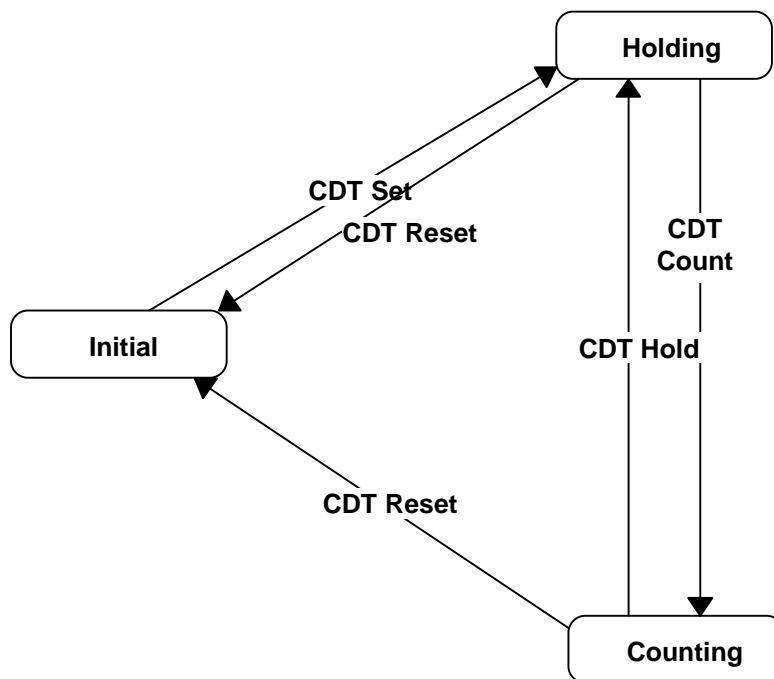 Holding
CDT Set
CDT Reset
CDT
Count
Initial
CDT Hold
CDT Reset
Counting